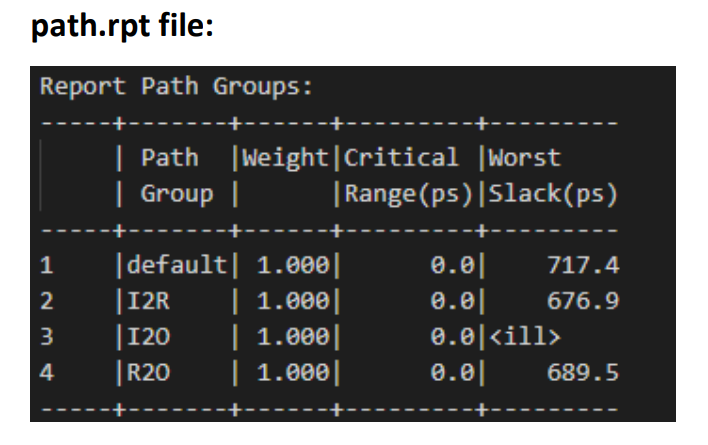 path.rpt file:
Report Path Groups:
-----+-------+------+---------+---------
     | Path  |Weight|Critical |Worst
     | Group |      |Range(ps)|Slack(ps)
-----+-------+------+---------+---------
1    |default| 1.000|      0.0|    717.4
2    |I2R    | 1.000|      0.0|    676.9
3    |I2O    | 1.000|      0.0|<ill>
4    |R2O    | 1.000|      0.0|    689.5
-----+-------+------+---------+---------